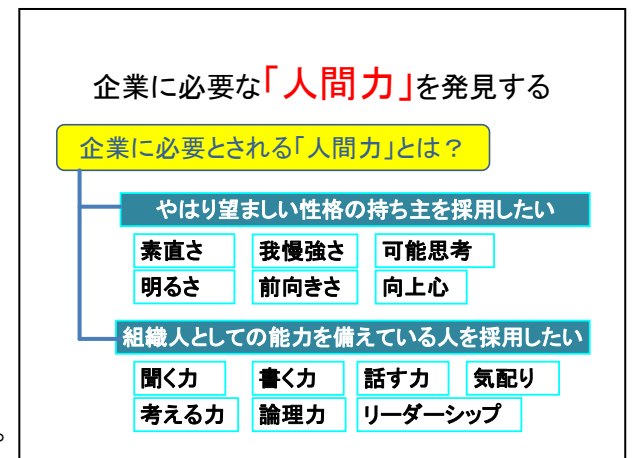 企業に必要な「人間力」を発見する
企業に必要とされる「人間力」とは?
やはり望ましい性格の持ち主を採用したい
素直さ 我慢強さ 可能思考
明るさ 前向きさ 向上心
組織人としての能力を備えている人を採用したい
聞く力 書く力 話す力 気配り
考える力 論理力 リーダーシップ
。